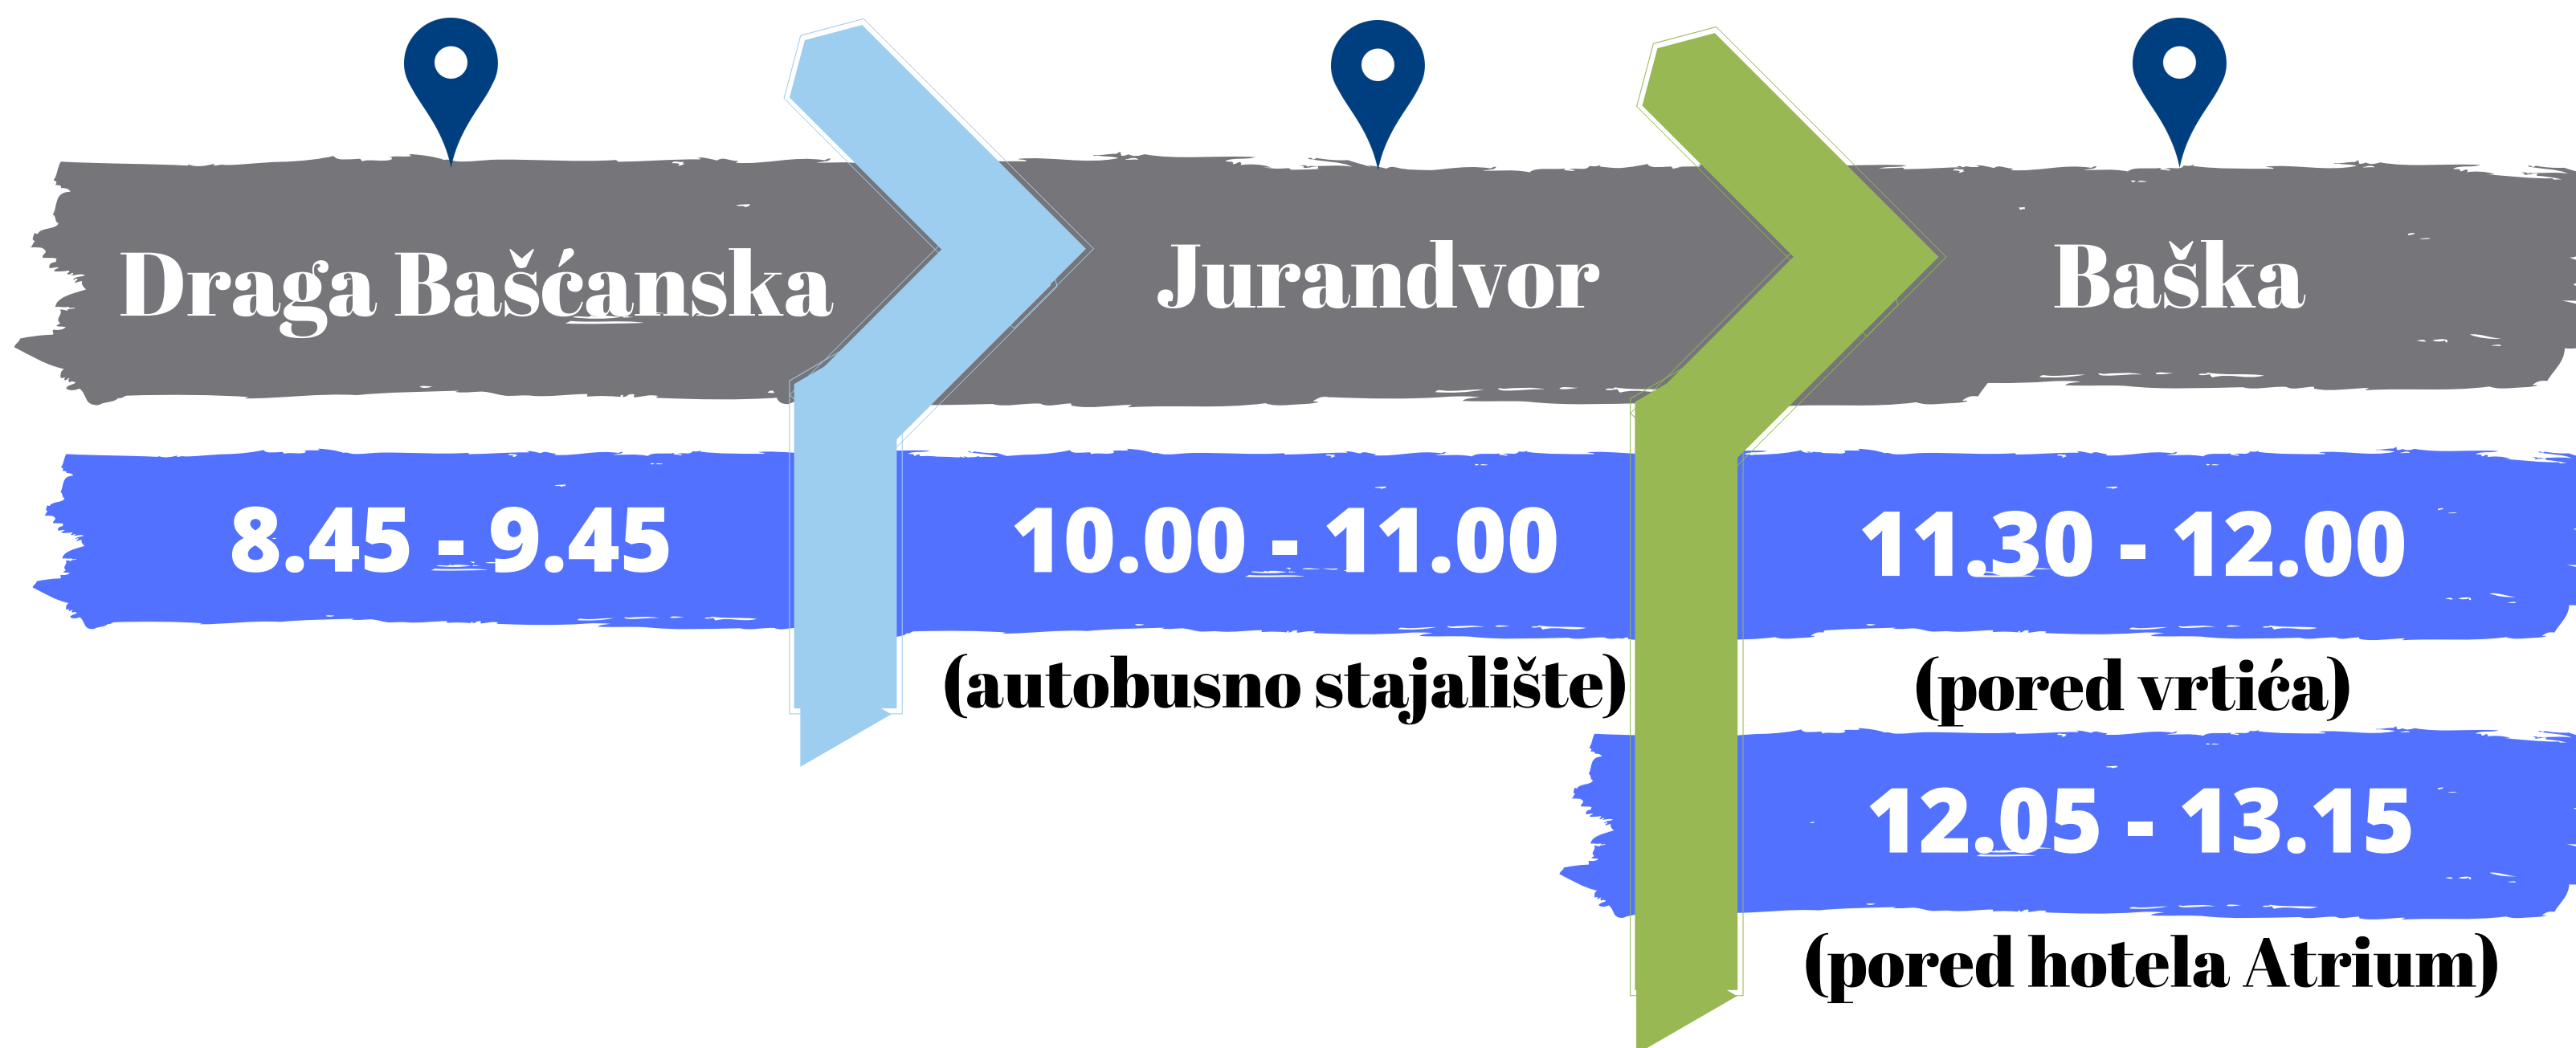 Draga Bašćanska
Jurandvor
Baška
8.45 - 9.45
10.00 - 11.00
11.30 - 12.00
(autobusno stajalište)
(pored vrtića)
12.05 - 13.15
(pored hotela Atrium)